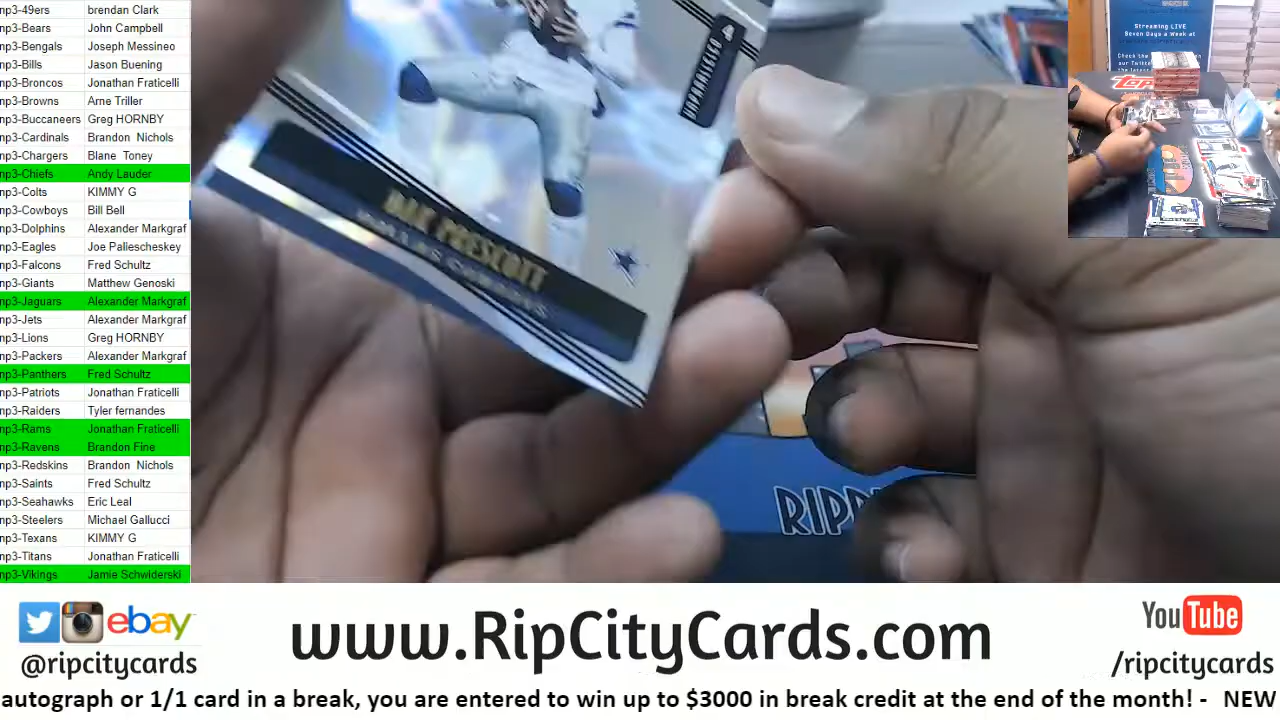 np3-49ers brendan Clark
np3-Bears John Campbell
np3-Bengals Joseph Messineo
np3-Bills Jason Buening
np3-Broncos Jonathan Fraticelli
np3-Browns Arne Triller
np3-Buccaneers Greg HORNBY
np3-Cardinals Brandon Nichols
np3-Chargers Blane Toney
np3-Chiefs Andy Lauder
np3-Colts KIMMY G
np3-Cowboys Bill Bell
np3-Dolphins Alexander Markgraf
np3-Eagles Joe Pallescheskey
np3-Falcons Fred Schultz
np3-Giants Matthew Genoski
np3-Jaguars Alexander Markgraf
np3-Jets Alexander Markgraf
np3-Lions Greg HORNBY
np3-Packers Alexander Markgraf
np3-Panthers Fred Schultz
np3-Patriots Jonathan Fraticelli
np3-Raiders Tyler fernandes
np3-Rams Jonathan Fraticelli
np3-Ravens Brandon Fine
np3-Redskins Brandon Nichols
np3-Saints Fred Schultz
np3-Seahawks Eric Leal
np3-Steelers Michael Gallucci
np3-Texans KIMMY G
np3-Titans Jonathan Fraticelli
np3-Vikings Jamie Schwiderski
UNPARALLELED
DAK PRESCOTT
DALLAS COWBOYS
RIPP
Streaming LIVE
Seven Days a Week at
Topps
ebay
@ripcitycards
www.RipCityCards.com
YouTube
/ripcitycards
autograph or 1/1 card in a break, you are entered to win up to $3000 in break credit at the end of the month! - NEW